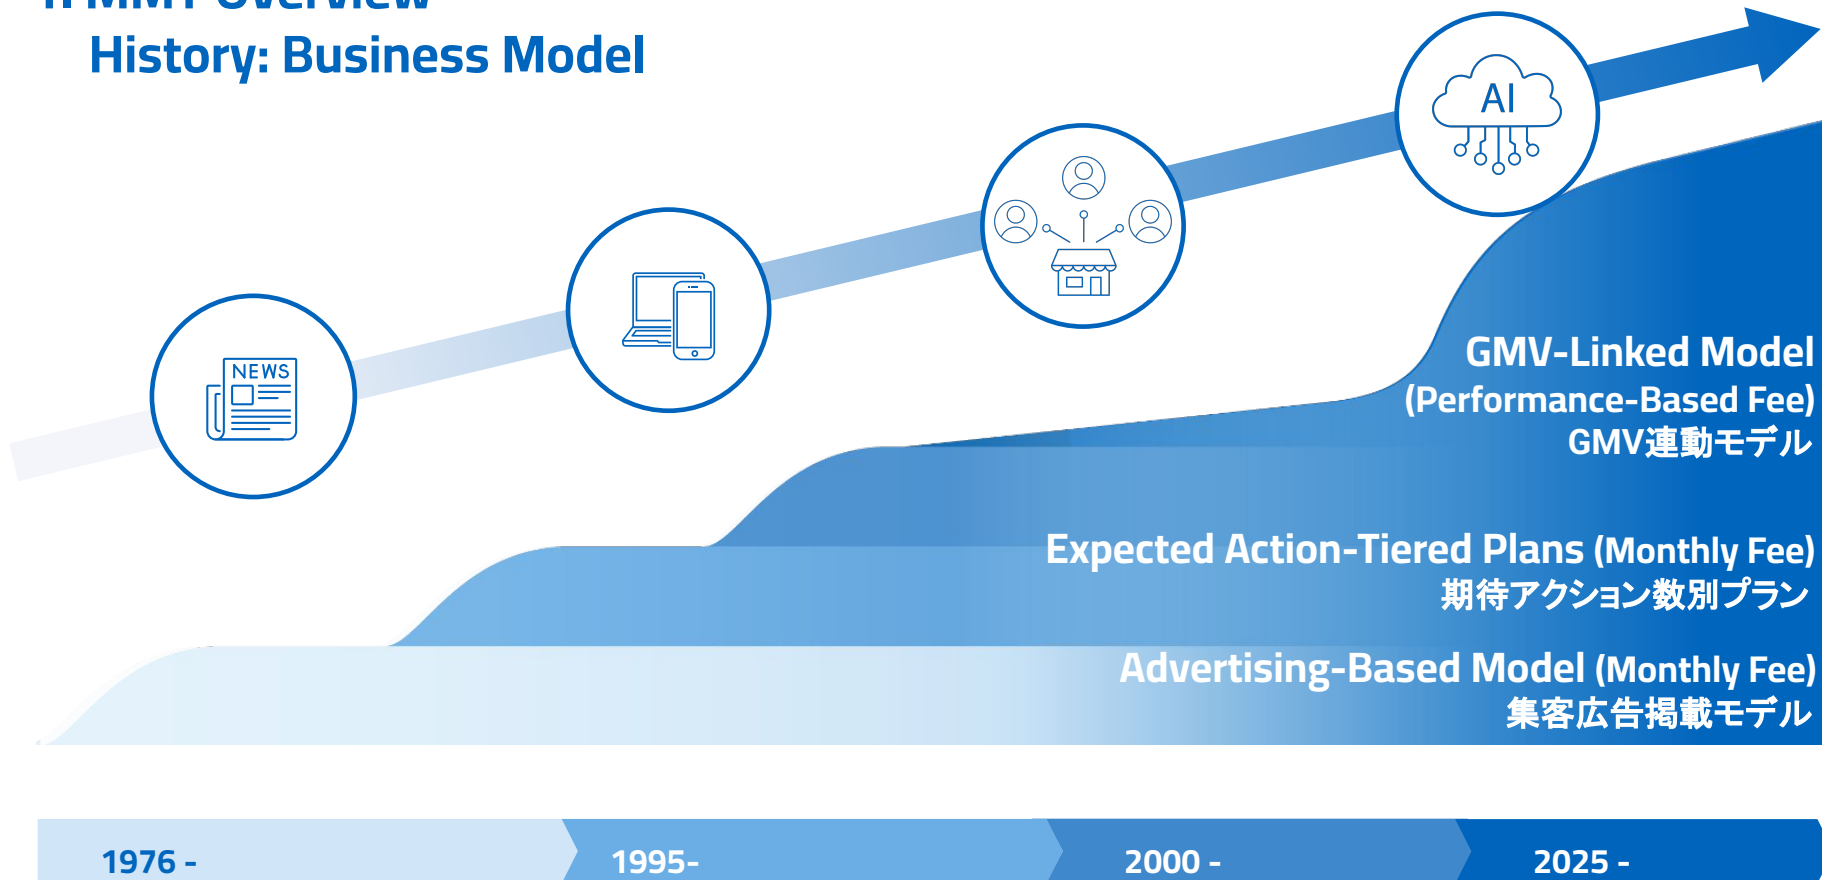 MMT Overview
History: Business Model
AI
NEWS
GMV-Linked Model
(Performance-Based Fee)
GMV連動モデル
Expected Action-Tiered Plans (Monthly Fee)
期待アクション数別プラン
Advertising-Based Model (Monthly Fee)
集客広告掲載モデル
1976 -
1995-
2000 -
2025 -